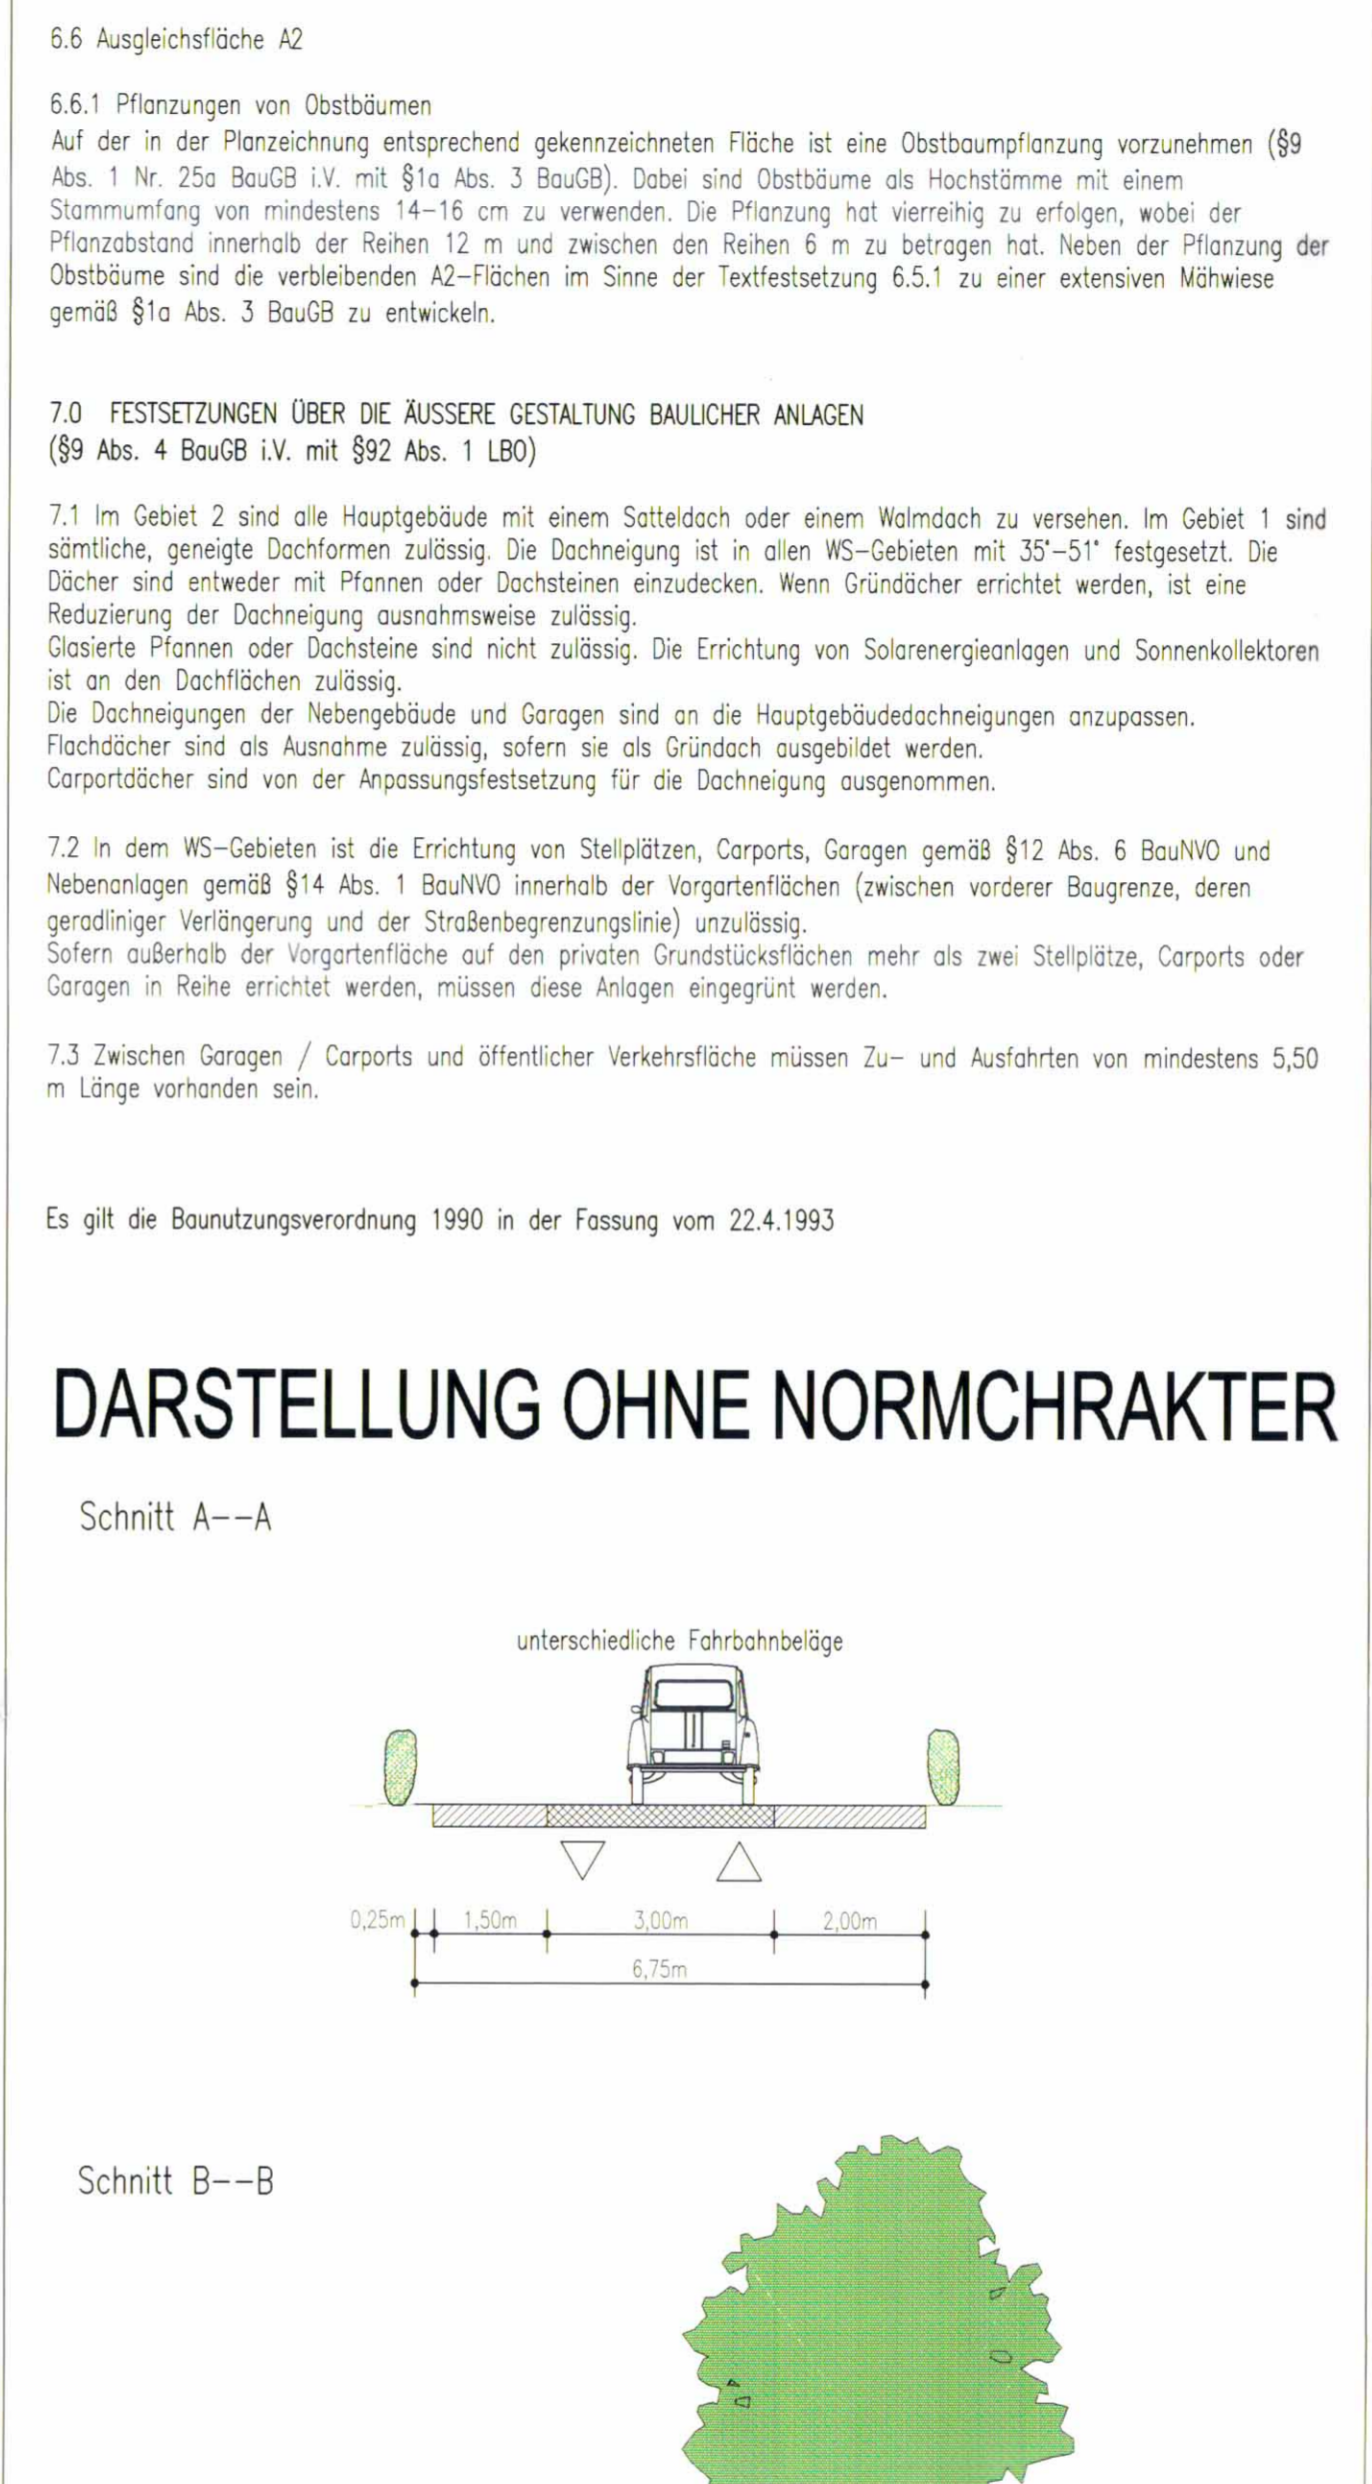 6.6 Ausgleichsfläche A2
6.6.1 Pflanzungen von Obstbäumen
Auf der in der Planzeichnung entsprechend gekennzeichneten Fläche ist eine Obstbaumpflanzung vorzunehmen (§9
Abs. 1 Nr. 25a BauGB i.V. mit §1a Abs. 3 BauGB). Dabei sind Obstbäume als Hochstämme mit einem
Stammumfang von mindestens 14-16 cm zu verwenden. Die Pflanzung hat vierreihig zu erfolgen, wobei der
Pflanzabstand innerhalb der Reihen 12 m und zwischen den Reihen 6 m zu betragen hat. Neben der Pflanzung der
Obstbäume sind die verbleibenden A2-Flächen im Sinne der Textfestsetzung 6.5.1 zu einer extensiven Mähwiese
gemäß §1a Abs. 3 BauGB zu entwickeln.
7.0 FESTSETZUNGEN ÜBER DIE ÄUSSERE GESTALTUNG BAULICHER ANLAGEN
(§9 Abs. 4 BauGB i.V. mit §92 Abs. 1 LBO)
7.1 Im Gebiet 2 sind alle Hauptgebäude mit einem Satteldach oder einem Walmdach zu versehen. Im Gebiet 1 sind
sämtliche, geneigte Dachformen zulässig. Die Dachneigung ist in allen WS-Gebieten mit 35°-51° festgesetzt. Die
Dächer sind entweder mit Pfannen oder Dachsteinen einzudecken. Wenn Gründächer errichtet werden, ist eine
Reduzierung der Dachneigung ausnahmsweise zulässig.
Glasierte Pfannen oder Dachsteine sind nicht zulässig. Die Errichtung von Solarenergieanlagen und Sonnenkollektoren
ist an den Dachflächen zulässig.
Die Dachneigungen der Nebengebäude und Garagen sind an die Hauptgebäudedachneigungen anzupassen.
Flachdächer sind als Ausnahme zulässig, sofern sie als Gründach ausgebildet werden.
Carportdächer sind von der Anpassungsfestsetzung für die Dachneigung ausgenommen.
7.2 In dem WS-Gebieten ist die Errichtung von Stellplätzen, Carports, Garagen gemäß §12 Abs. 6 BauNVO und
Nebenanlagen gemäß §14 Abs. 1 BauNVO innerhalb der Vorgartenflächen (zwischen vorderer Baugrenze, deren
geradliniger Verlängerung und der Straßenbegrenzungslinie) unzulässig.
Sofern außerhalb der Vorgartenfläche auf den privaten Grundstücksflächen mehr als zwei Stellplätze, Carports oder
Garagen in Reihe errichtet werden, müssen diese Anlagen eingegrünt werden.
7.3 Zwischen Garagen / Carports und öffentlicher Verkehrsfläche müssen Zu- und Ausfahrten von mindestens 5,50
m Länge vorhanden sein.
Es gilt die Baunutzungsverordnung 1990 in der Fassung vom 22.4.1993
DARSTELLUNG OHNE NORMCHRAKTER
Schnitt A--A
unterschiedliche Fahrbahnbeläge
0,25m 1,50m 3,00m 2,00m
6,75m
Schnitt B--B